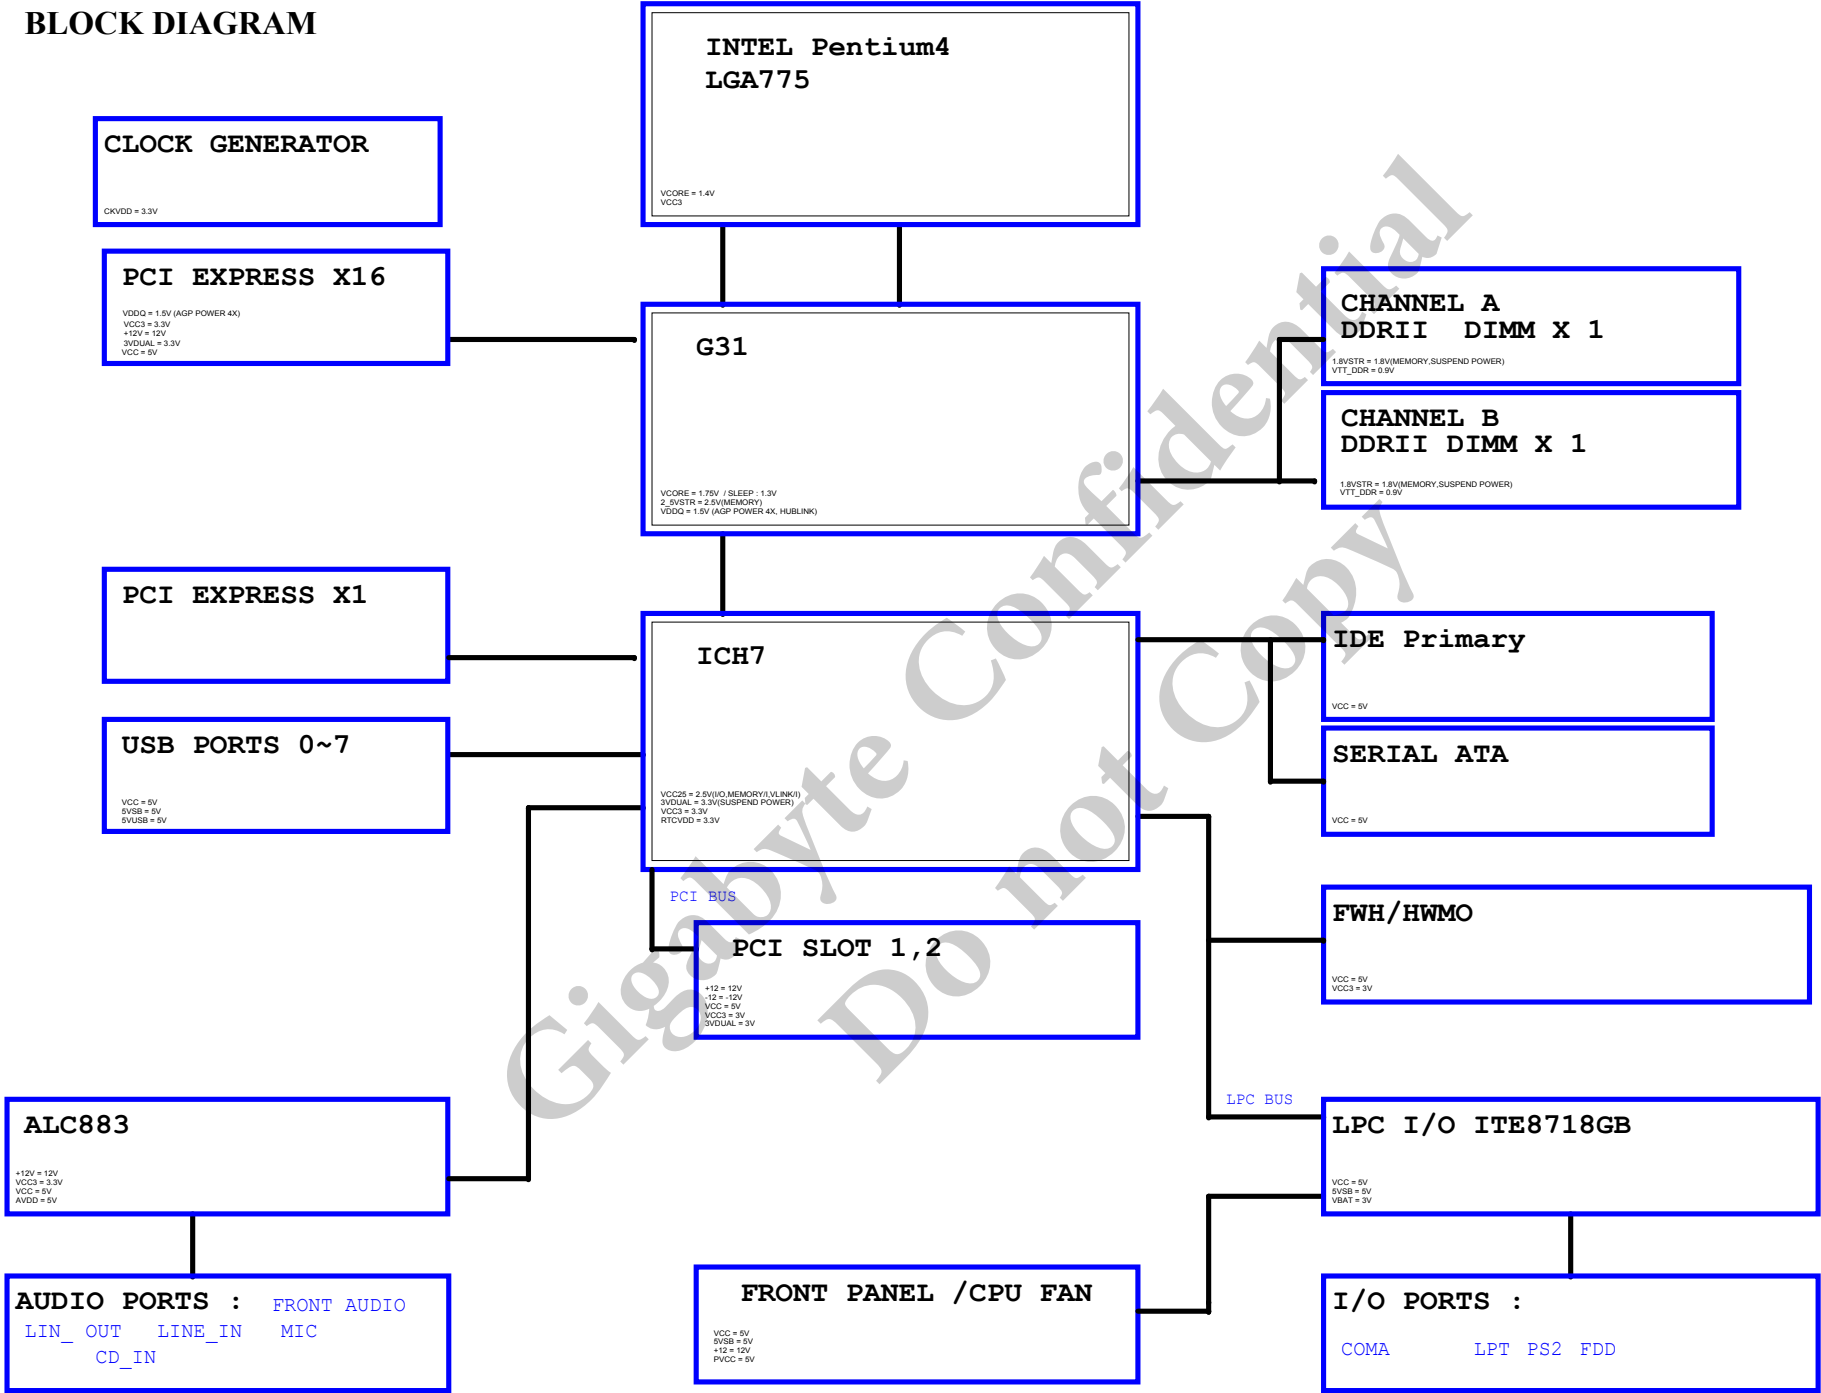 BLOCK DIAGRAM
INTEL Pentium4
LGA775
VCORE = 1.4V
VCC3
CLOCK GENERATOR
CKVDD = 3.3V
PCI EXPRESS X16
VDDQ = 1.5V (AGP POWER 4X)
VCC3 = 3.3V
+12V = 12V
3VDUAL = 3.3V
VCC = 5V
G31
VCORE = 1.75V / SLEEP : 1.3V
2_5VSTR = 2.5V(MEMORY)
VDDQ = 1.5V (AGP POWER 4X, HUBLINK)
CHANNEL A
DDRII DIMM X 1
1.8VSTR = 1.8V(MEMORY,SUSPEND POWER)
VTT_DDR = 0.9V
CHANNEL B
DDRII DIMM X 1
1.8VSTR = 1.8V(MEMORY,SUSPEND POWER)
VTT_DDR = 0.9V
PCI EXPRESS X1
ICH7
VCC25 = 2.5V(I/O,MEMORY/I,VLINK/I)
3VDUAL = 3.3V(SUSPEND POWER)
VCC3 = 3.3V
RTCVDD = 3.3V
IDE Primary
VCC = 5V
USB PORTS 0~7
VCC = 5V
5VSB = 5V
5VUSB = 5V
SERIAL ATA
VCC = 5V
PCI BUS
PCI SLOT 1,2
+12 = 12V
-12 = -12V
VCC = 5V
VCC3 = 3V
3VDUAL = 3V
FWH/HWMO
VCC = 5V
VCC3 = 3V
ALC883
+12V = 12V
VCC3 = 3.3V
VCC = 5V
AVDD = 5V
LPC BUS
LPC I/O ITE8718GB
VCC = 5V
5VSB = 5V
VBAT = 3V
AUDIO PORTS : FRONT AUDIO
LIN_ OUT LINE_IN MIC
CD_IN
FRONT PANEL /CPU FAN
VCC = 5V
5VSB = 5V
+12 = 12V
PVCC = 5V
I/O PORTS :
COMA LPT PS2 FDD
Gigabyte Confidential
Do not Copy